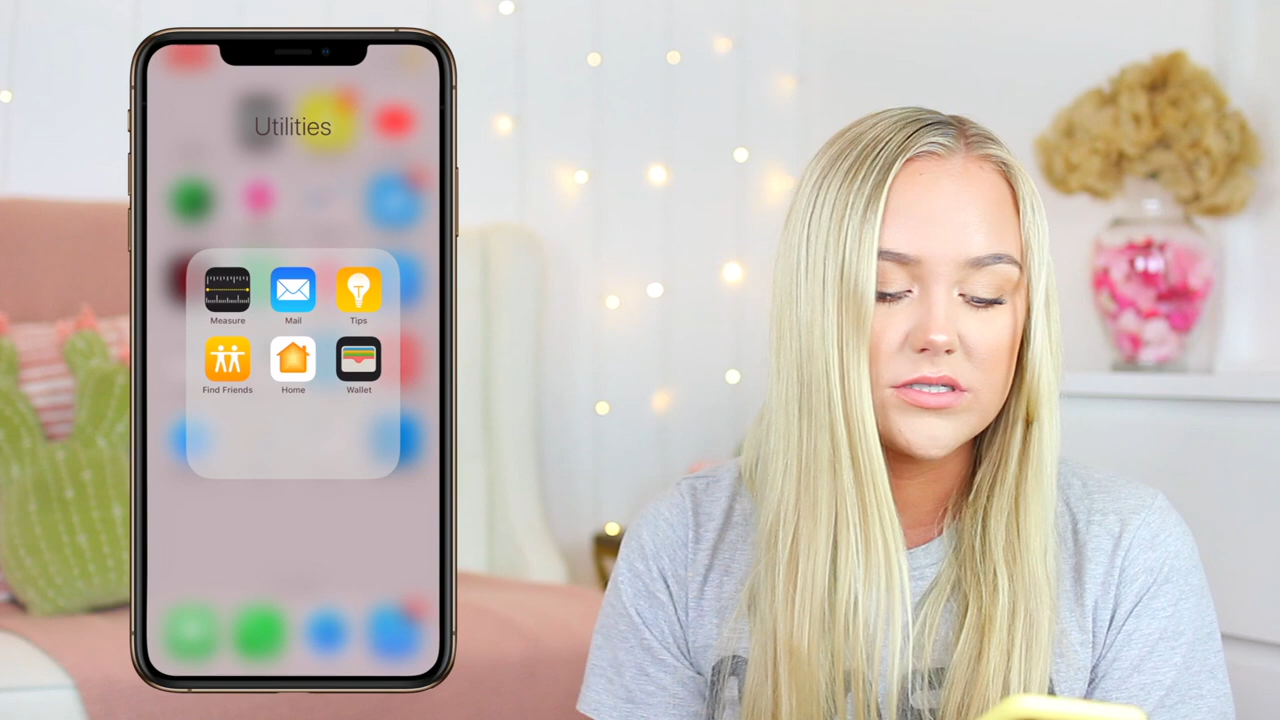 Utilities
Measure
Mail
Tips
Find Friends
Home
Wallet